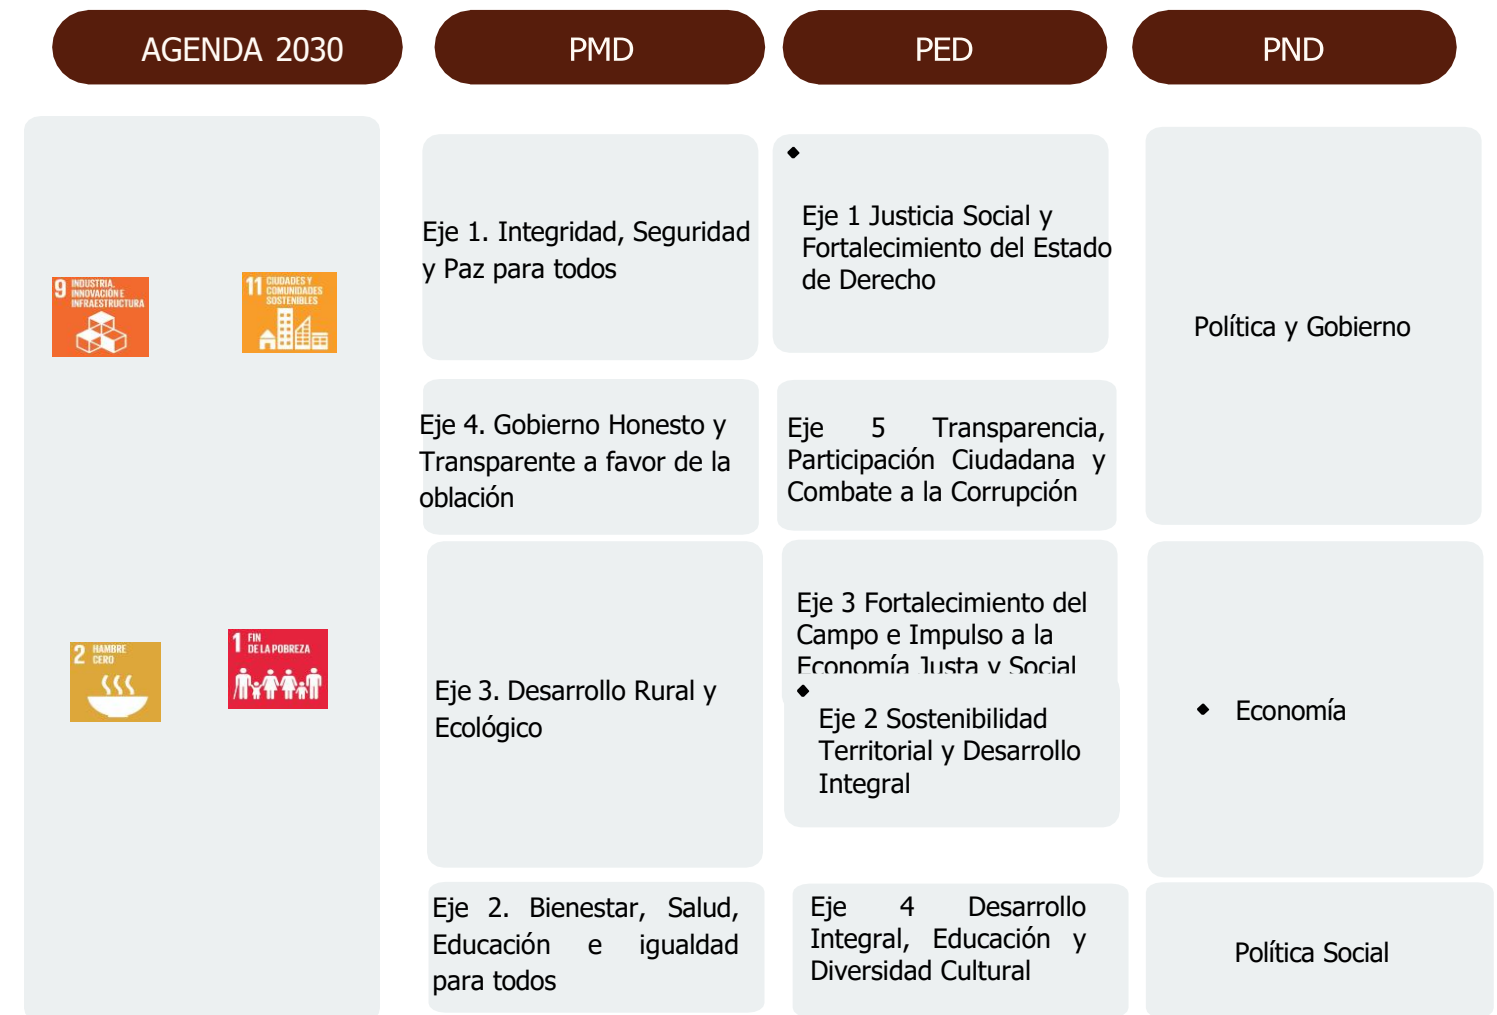 AGENDA 2030
PMD
PED
PND
9 INDUSTRIA,
INNOVACIÓN E
INFRAESTRUCTURA
11 CIUDADES Y
COMUNIDADES
SOSTENIBLES
2 HAMBRE
CERO
1 FIN
DE LA POBREZA
Eje 1. Integridad, Seguridad
y Paz para todos
Eje 1 Justicia Social y
Fortalecimiento del Estado
de Derecho
Política y Gobierno
Eje 4. Gobierno Honesto y
Transparente a favor de la
oblación
Eje 5 Transparencia,
Participación Ciudadana y
Combate a la Corrupción
Eje 3. Desarrollo Rural y
Ecológico
Eje 3 Fortalecimiento del
Campo e Impulso a la
Economía Justa y Social
Eje 2 Sostenibilidad
Territorial y Desarrollo
Integral
Economía
Eje 2. Bienestar, Salud,
Educación e igualdad
para todos
Eje 4 Desarrollo
Integral, Educación y
Diversidad Cultural
Política Social